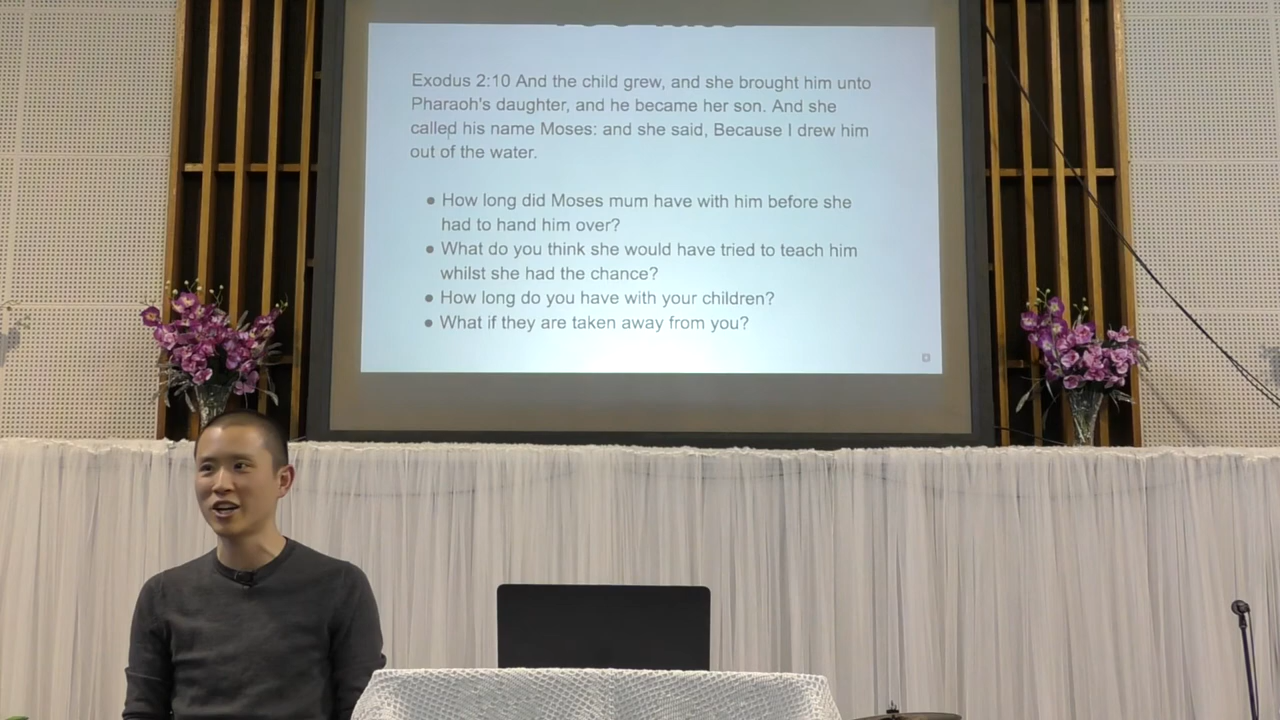 Exodus 2:10 And the child grew, and she brought him unto
Pharaoh's daughter, and he became her son. And she
called his name Moses: and she said, Because I drew him
out of the water.
● How long did Moses mum have with him before she
had to hand him over?
● What do you think she would have tried to teach him
whilst she had the chance?
● How long do you have with your children?
● What if they are taken away from you?